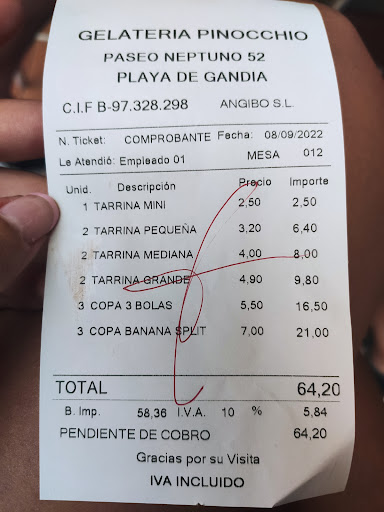 GELATERIA PINOCCHIO
PASEO NEPTUNO 52
PLAYA DE GANDIA
C.I.F B-97.328.298 ANGIBO S.L.
N. Ticket: COMPROBANTE Fecha: 08/09/2022
Le Atendió: Empleado 01 MESA 012
Unid. Descripción Precio Importe
1 TARRINA MINI 2,50 2,50
2 TARRINA PEQUEÑA 3,20 6,40
2 TARRINA MEDIANA 4,00 8,00
2 TARRINA GRANDE 4,90 9,80
3 COPA 3 BOLAS 5,50 16,50
3 COPA BANANA SPLIT 7,00 21,00
TOTAL 64,20
B. Imp. 58,36 I.V.A. 10 % 5,84
PENDIENTE DE COBRO 64,20
Gracias por su Visita
IVA INCLUIDO